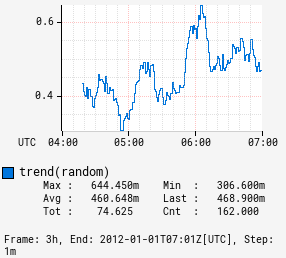 0.6
0.4
UTC 04:00 05:00 06:00 07:00
trend(random)
Max : 644.450m Min : 306.600m
Avg : 460.648m Last : 468.900m
Tot : 74.625 Cnt : 162.000
Frame: 3h, End: 2012-01-01T07:01Z[UTC], Step:
1m